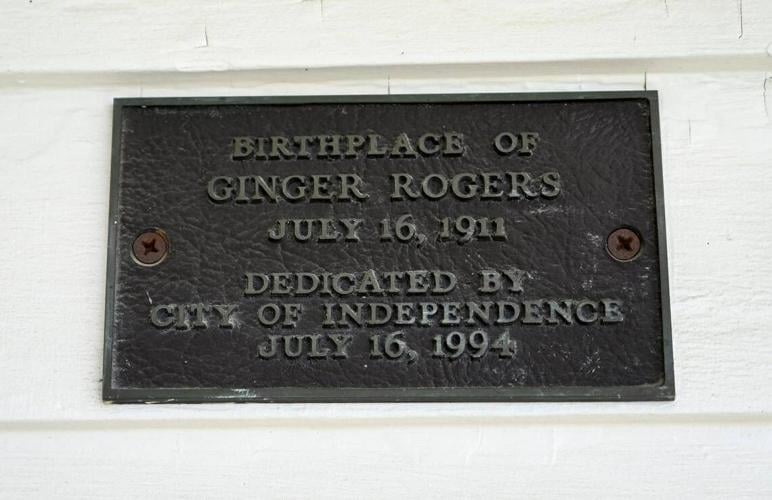 BIRTHPLACE OF
GINGER ROGERS
JULY 16, 1911
DEDICATED BY
CITY OF INDEPENDENCE
JULY 16, 1994